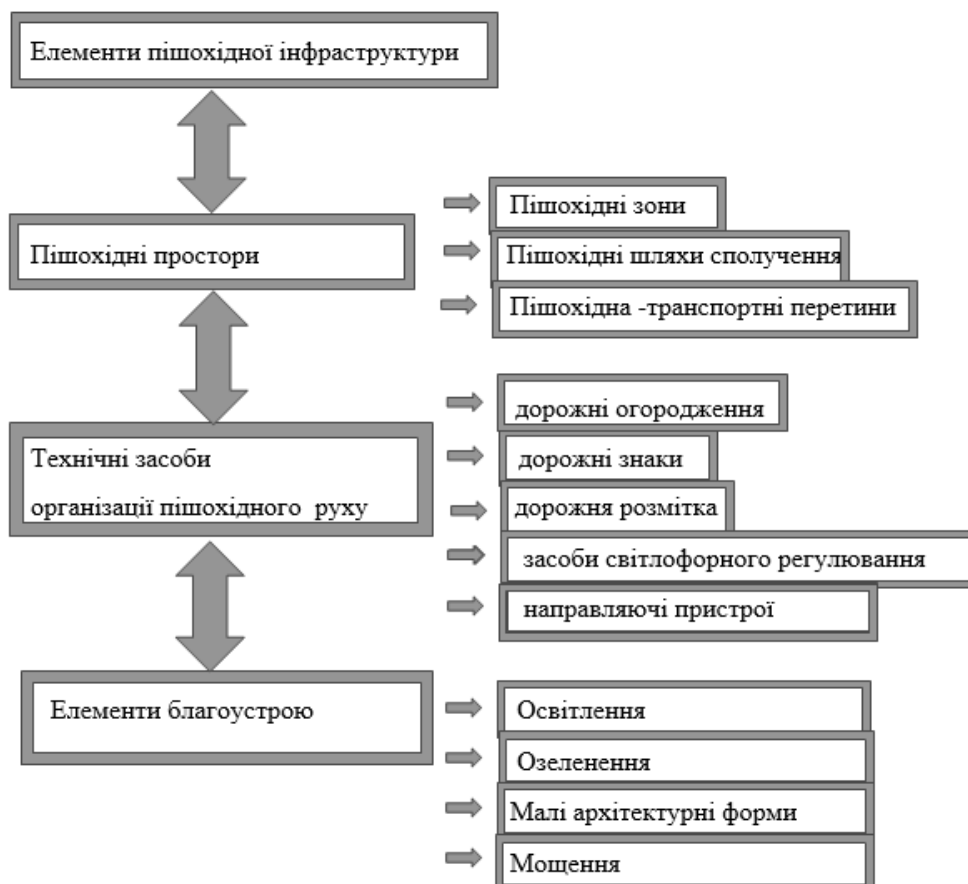 Елементи пішохідної інфраструктури
Пішохідні простори
Пішохідні зони
Пішохідні шляхи сполучення
Пішохідна -транспортні перетини
Технічні засоби
організації пішохідного руху
дорожні огородження
дорожні знаки
дорожня розмітка
засоби світлофорного регулювання
направляючі пристрої
Елементи благоустрою
Освітлення
Озеленення
Малі архітектурні форми
Мощення